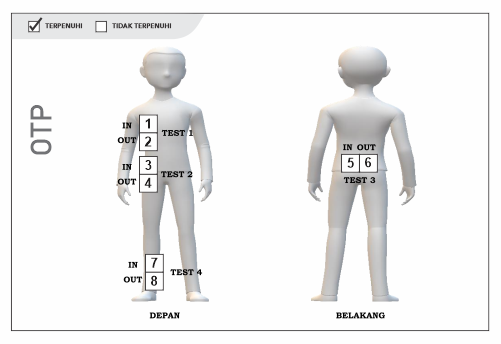 TERPENUHI TIDAK TERPENUHI
OTP
IN 1 TEST 1
OUT 2
IN 3 TEST 2
OUT 4
IN OUT
5 6
TEST 3
IN 7 TEST 4
OUT 8
DEPAN BELAKANG